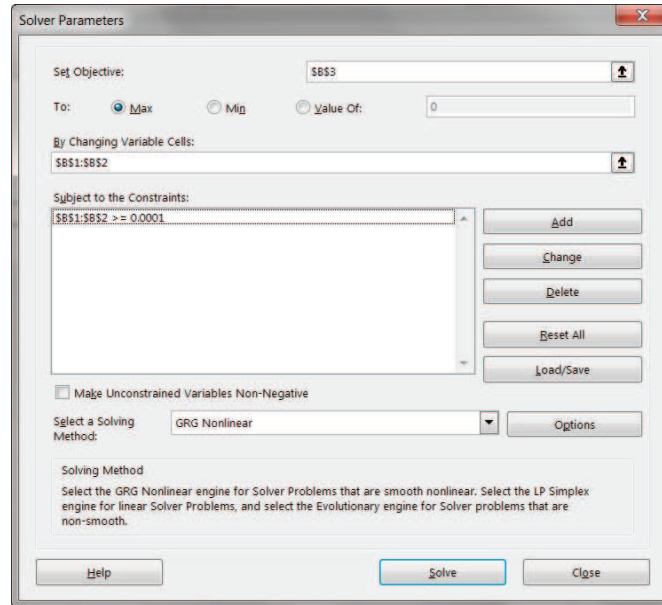 Solver Parameters
Set Objective:
$B$3
To:
Max
Min
Value Of:
0
By Changing Variable Cells:
$B$1:$B$2
Subject to the Constraints:
$B$1:$B$2 >= 0.0001
Add
Change
Delete
Reset All
Load/Save
Make Unconstrained Variables Non-Negative
Select a Solving
Method:
GRG Nonlinear
Options
Solving Method
Select the GRG Nonlinear engine for Solver Problems that are smooth nonlinear. Select the LP Simplex
engine for linear Solver Problems, and select the Evolutionary engine for Solver problems that are
non-smooth.
Help
Solve
Close